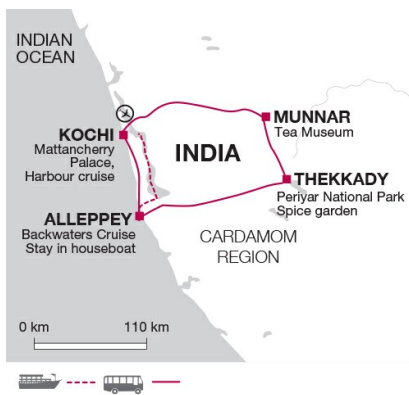 INDIAN
OCEAN
KOCHI
Mattancherry
Palace,
Harbour cruise
INDIA
MUNNAR
Tea Museum
THEKKADY
Periyar National Park
Spice garden
ALLEPPEY
Backwaters Cruise
Stay in houseboat
CARDAMOM
REGION
0 km
110 km